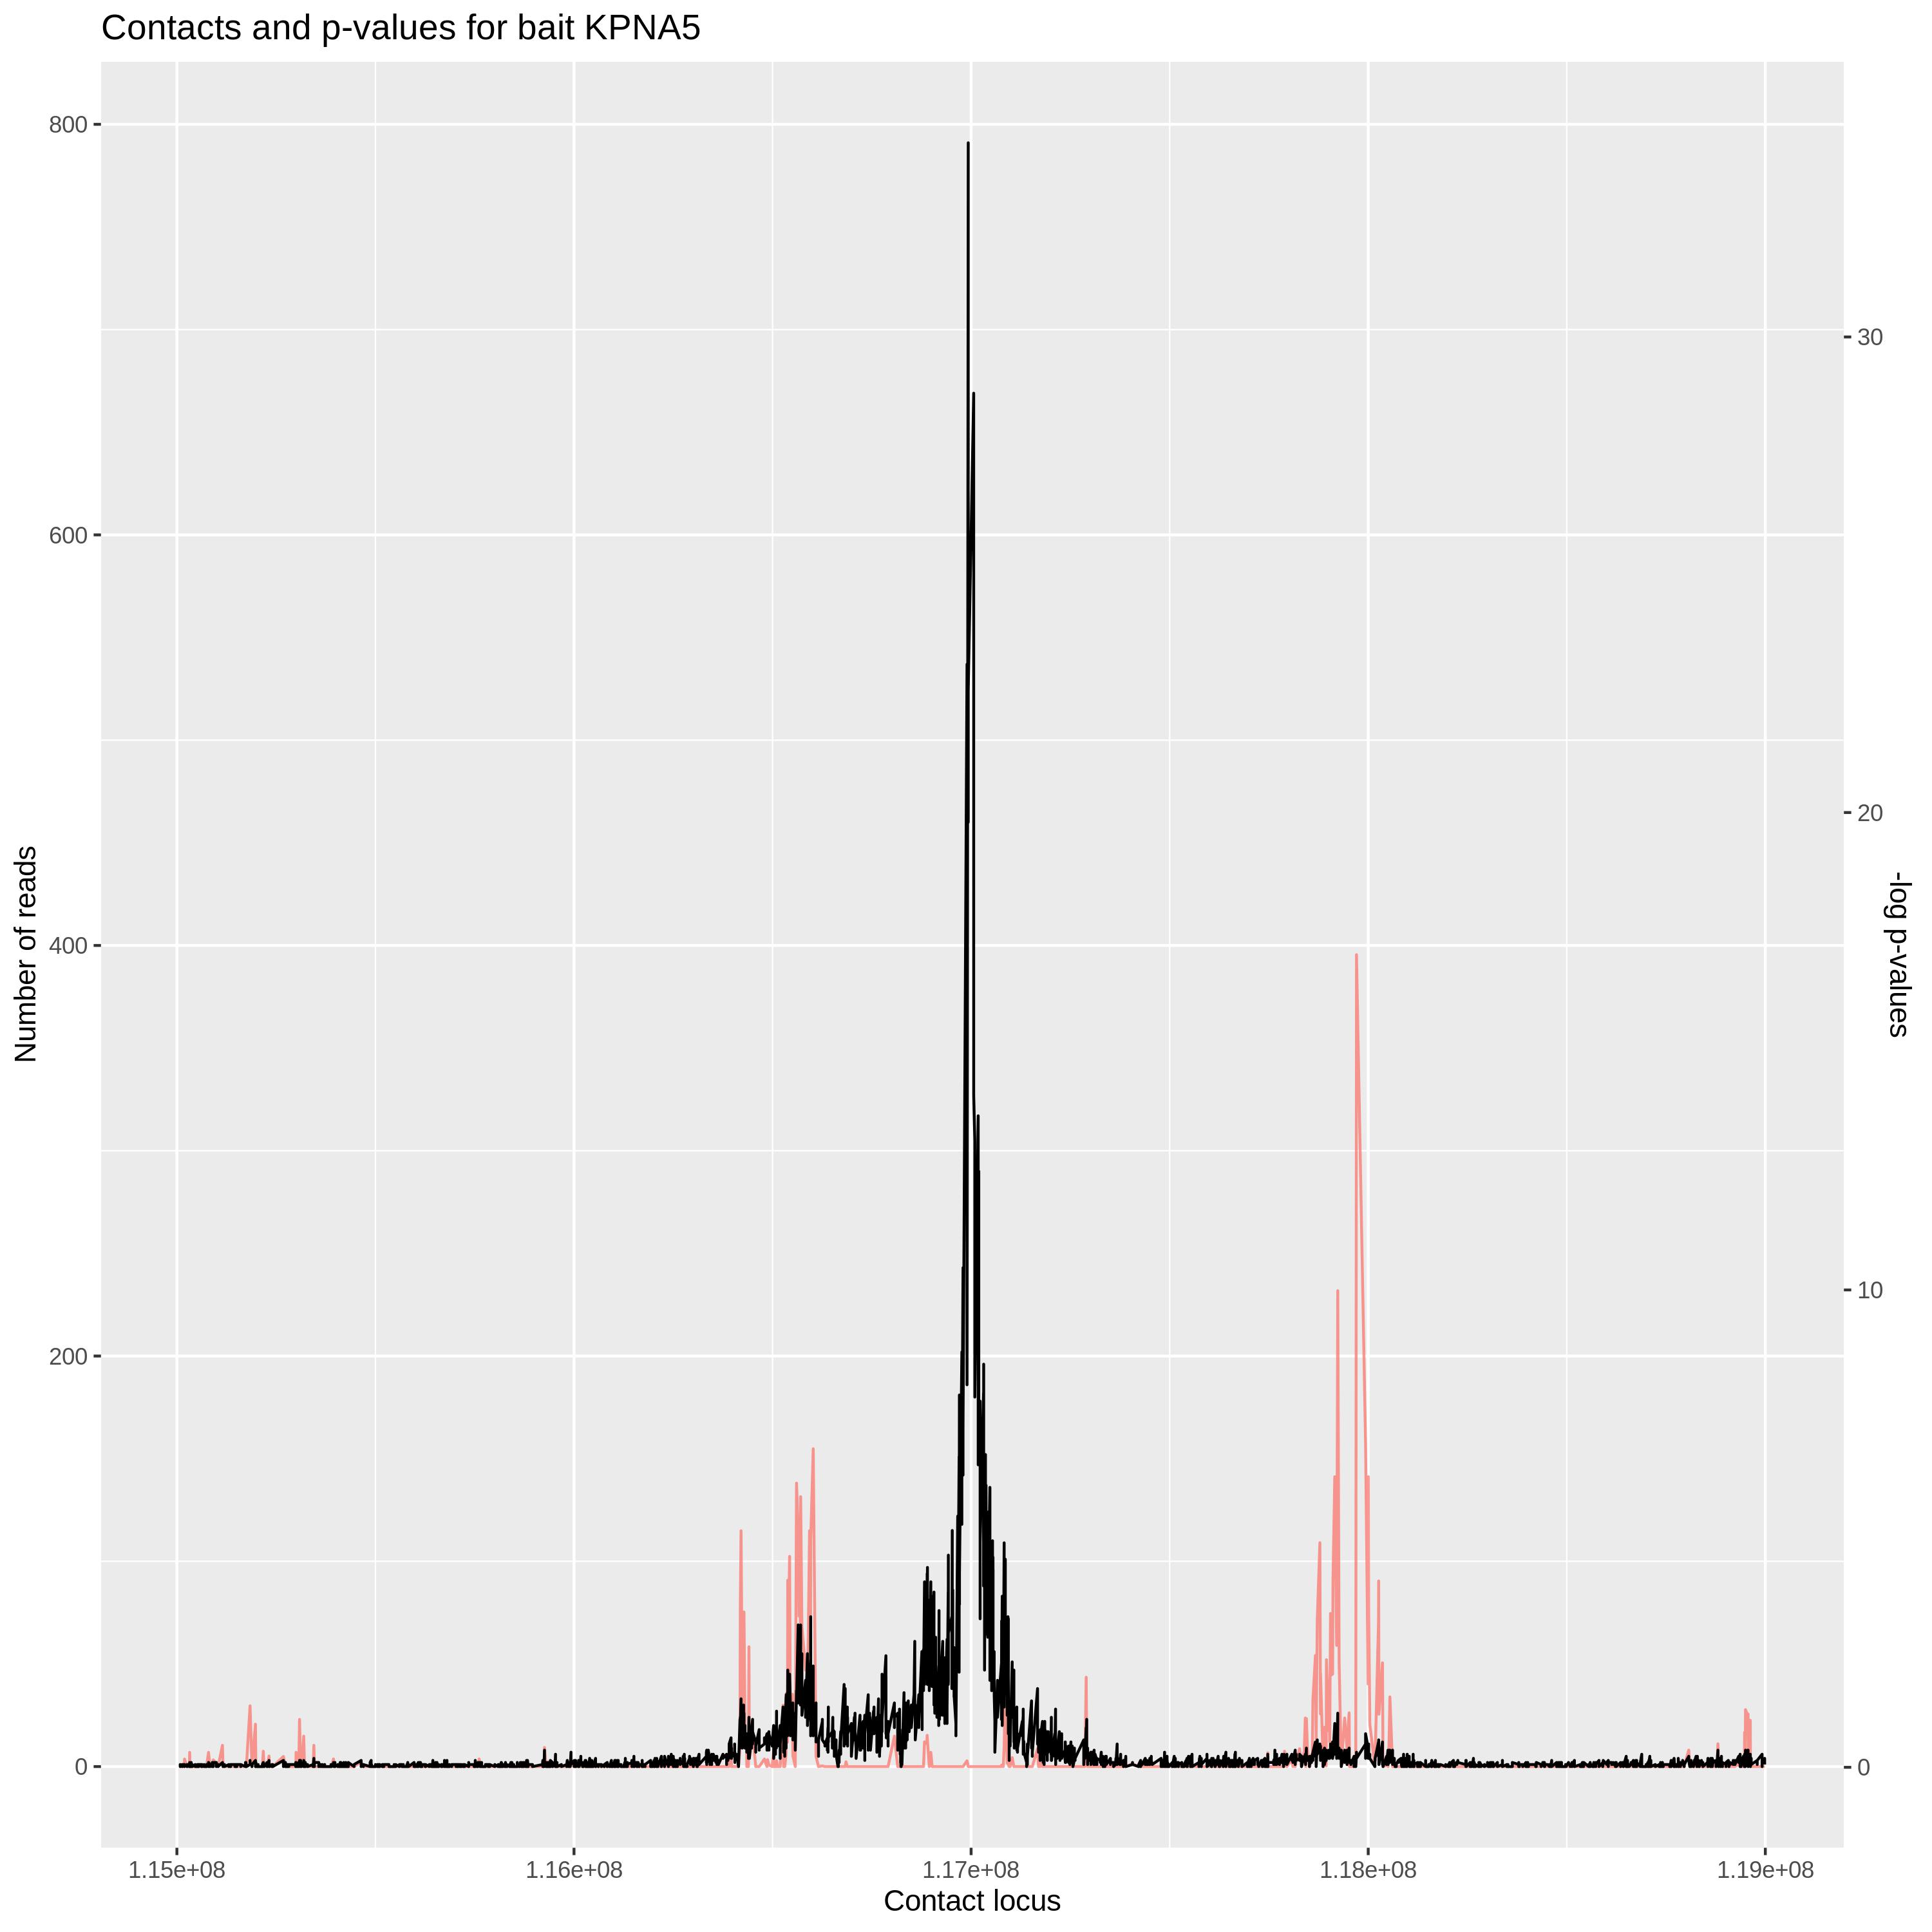 Contacts and p-values for bait KPNA5
800
600
400
200
0
Number of reads
30
20
10
0
-log p-values
1.15e+08
1.16e+08
1.17e+08
1.18e+08
1.19e+08
Contact locus